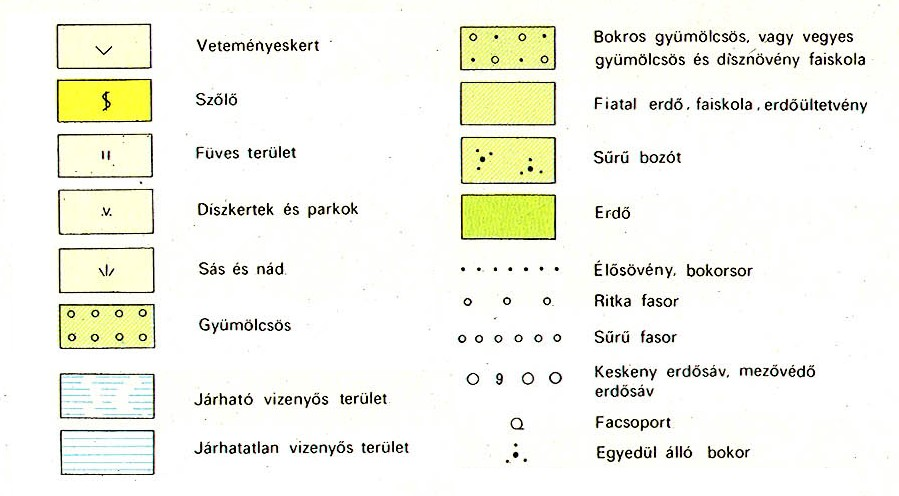 Veteményeskert
Szőlő
Füves terület
Díszkertek és parkok
Sás és nád
Gyümölcsös
Járható vizenyős terület
Járhatatlan vizenyős terület
Bokros gyümölcsös, vagy vegyes
gyümölcsös és dísznövény faiskola
Fiatal erdő, faiskola, erdőültetvény
Sűrű bozót
Erdő
Élősövény, bokorsor
Ritka fasor
Sűrű fasor
9
Keskeny erdősáv, mezővédő
erdősáv
Facsoport
Egyedül álló bokor